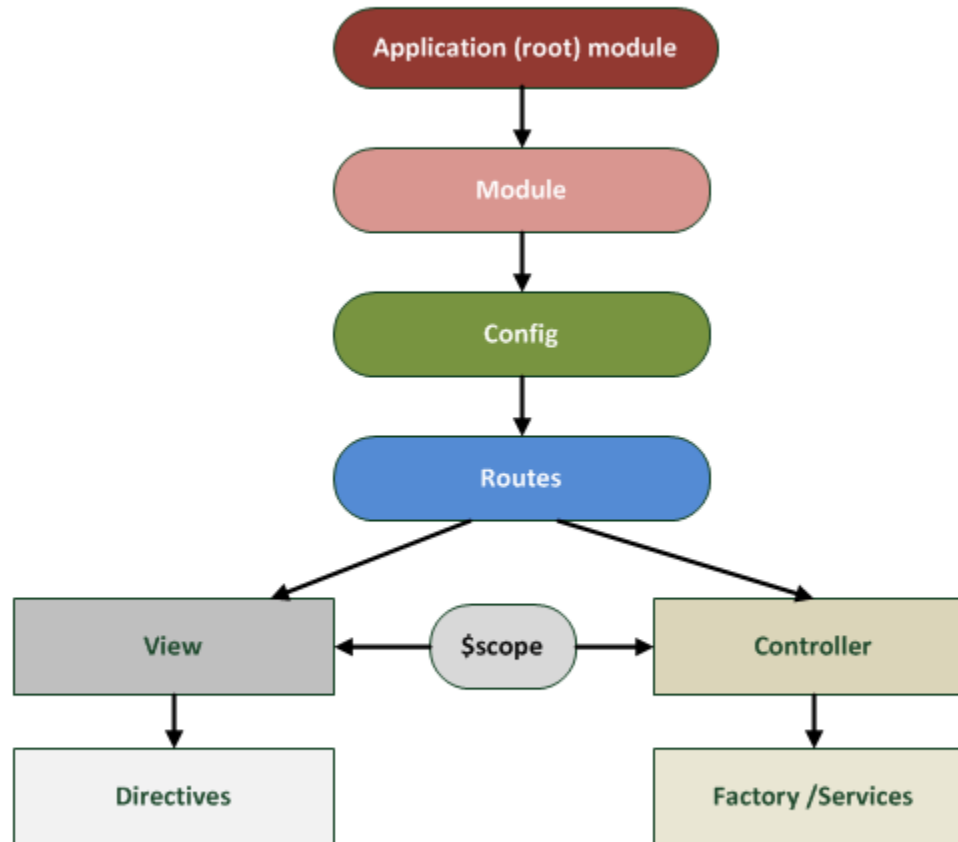 Application (root) module
Module
Config
Routes
View
$scope
Controller
Directives
Factory /Services